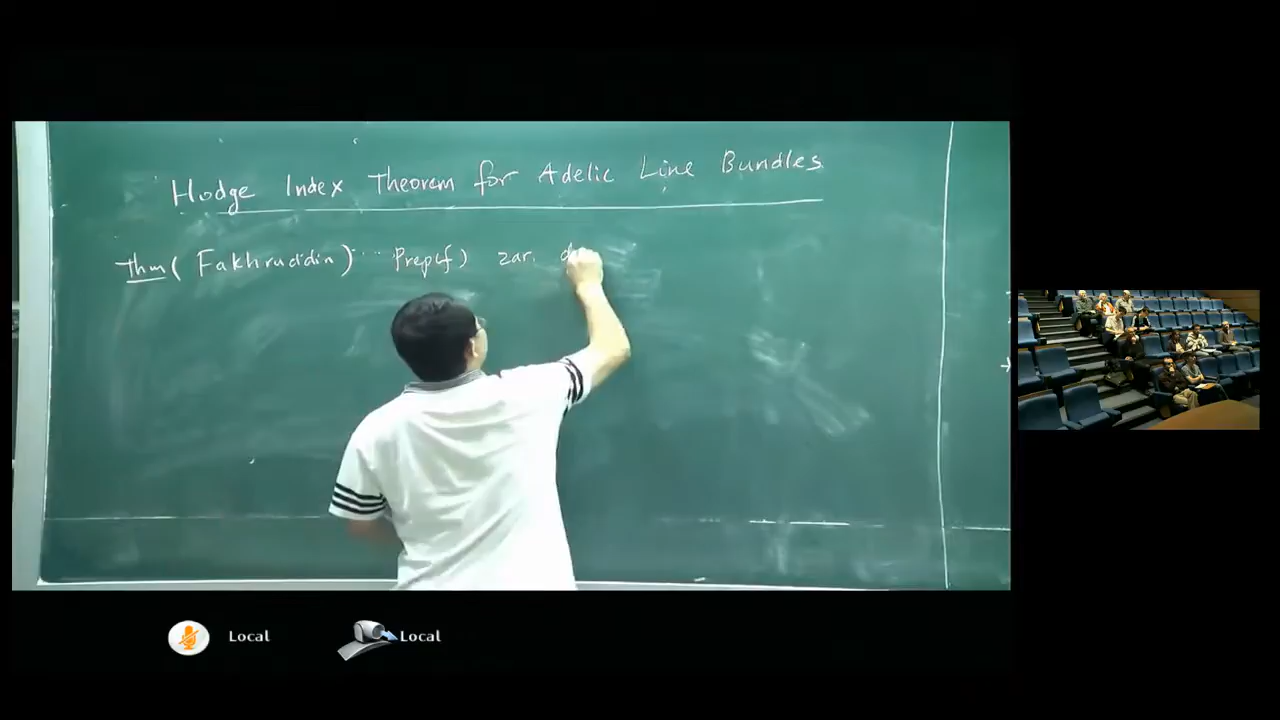 Hodge Index Theorem for Adelic Line Bundles
Thm (Fakhruddin) ... Prep(f) zar.
Local
Local